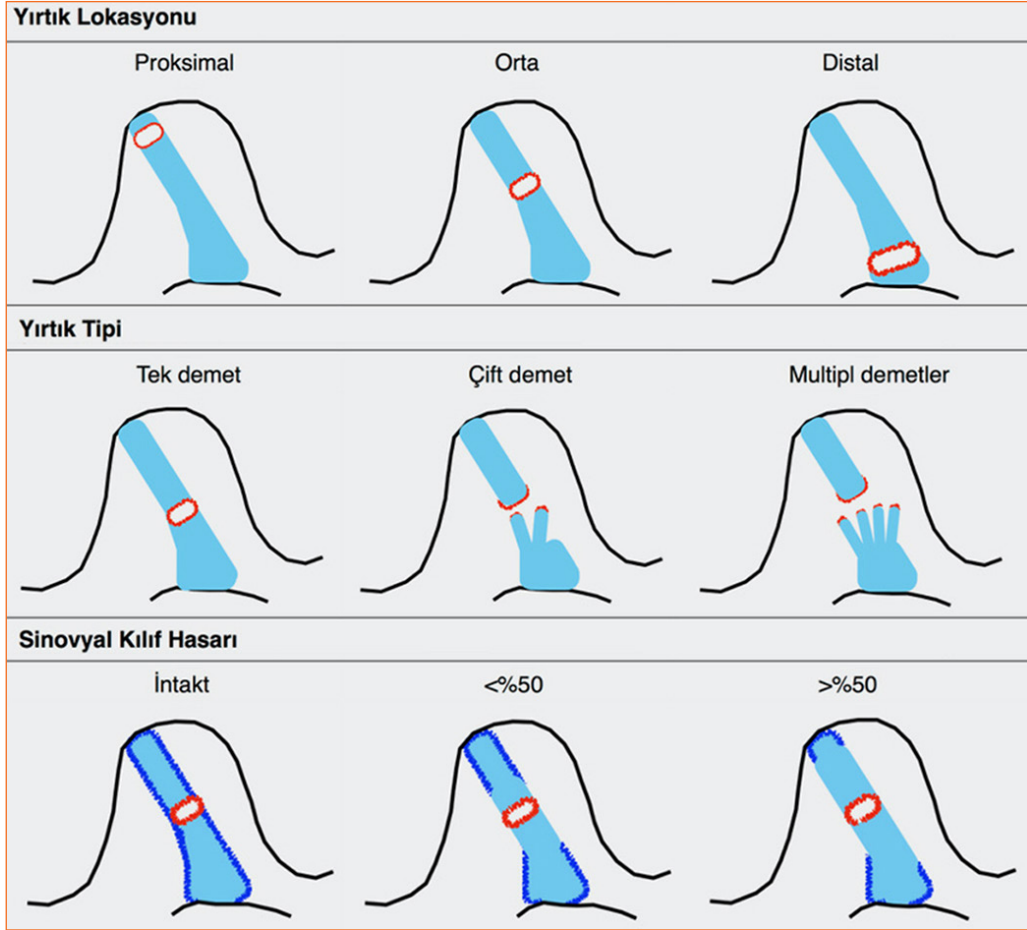 Yırtık Lokasyonu
Proksimal Orta Distal
Yırtık Tipi
Tek demet Çift demet Multipl demetler
Sinovyal Kılıf Hasarı
İntakt <%50 >%50